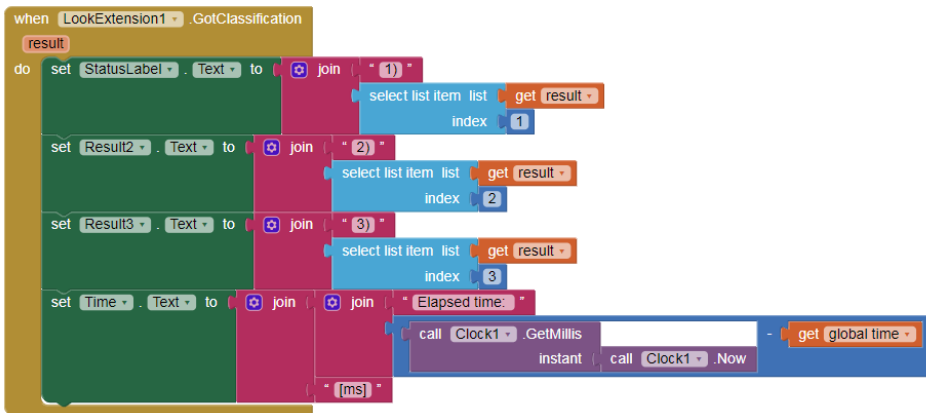 when LookExtension1 .GotClassification
result
do set StatusLabel . Text to join " 1) "
select list item list get result
index 1
set Result2 . Text to join " 2) "
select list item list get result
index 2
set Result3 . Text to join " 3) "
select list item list get result
index 3
set Time . Text to join join " Elapsed time: "
call Clock1 .GetMillis - get global time
instant call Clock1 .Now
" [ms] "